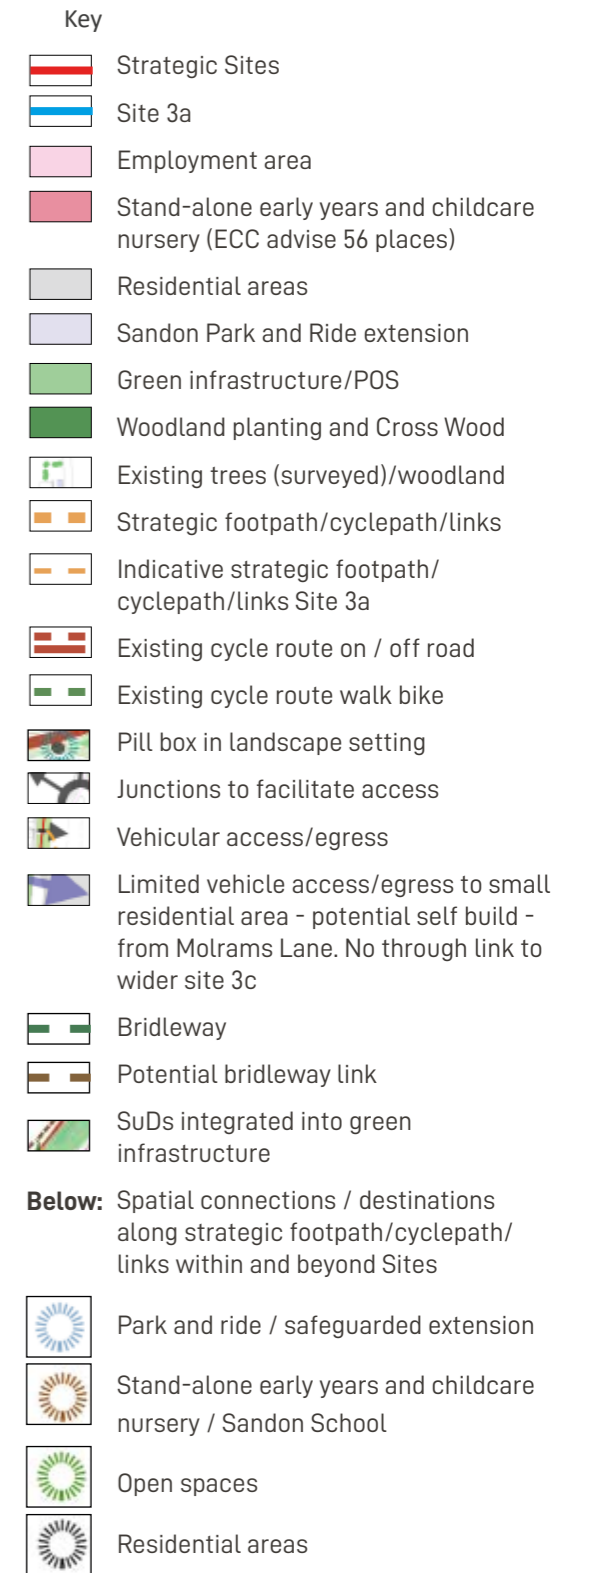 Key
Strategic Sites
Site 3a
Employment area
Stand-alone early years and childcare
nursery (ECC advise 56 places)
Residential areas
Sandon Park and Ride extension
Green infrastructure/POS
Woodland planting and Cross Wood
Existing trees (surveyed)/woodland
Strategic footpath/cyclepath/links
Indicative strategic footpath/
cyclepath/links Site 3a
Existing cycle route on / off road
Existing cycle route walk bike
Pill box in landscape setting
Junctions to facilitate access
Vehicular access/egress
Limited vehicle access/egress to small
residential area - potential self build -
from Molrams Lane. No through link to
wider site 3c
Bridleway
Potential bridleway link
SuDs integrated into green
infrastructure
Below: Spatial connections / destinations
along strategic footpath/cyclepath/
links within and beyond Sites
Park and ride / safeguarded extension
Stand-alone early years and childcare
nursery / Sandon School
Open spaces
Residential areas